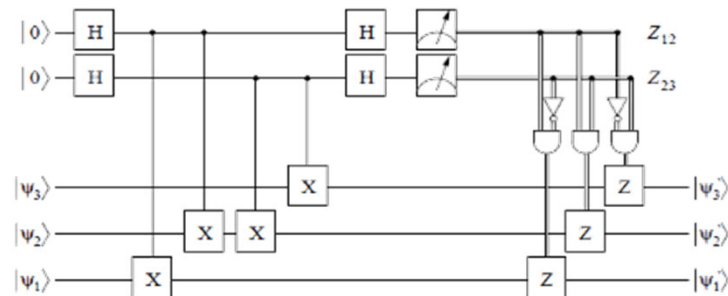 |0⟩ H H Z₁₂
|0⟩ H H Z₂₃
|ψ₃⟩ X Z |ψ₃'⟩
|ψ₂⟩ X X Z |ψ₂'⟩
|ψ₁⟩ X Z |ψ₁'⟩